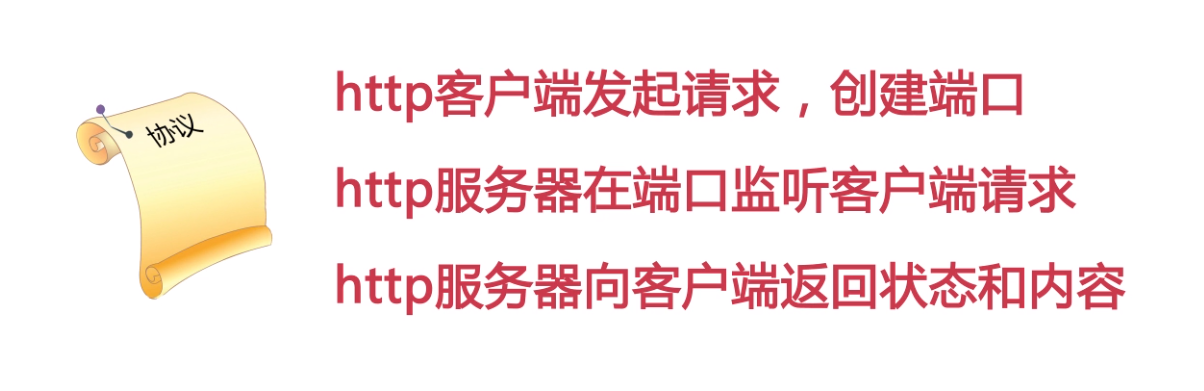 协议
http客户端发起请求，创建端口
http服务器在端口监听客户端请求
http服务器向客户端返回状态和内容